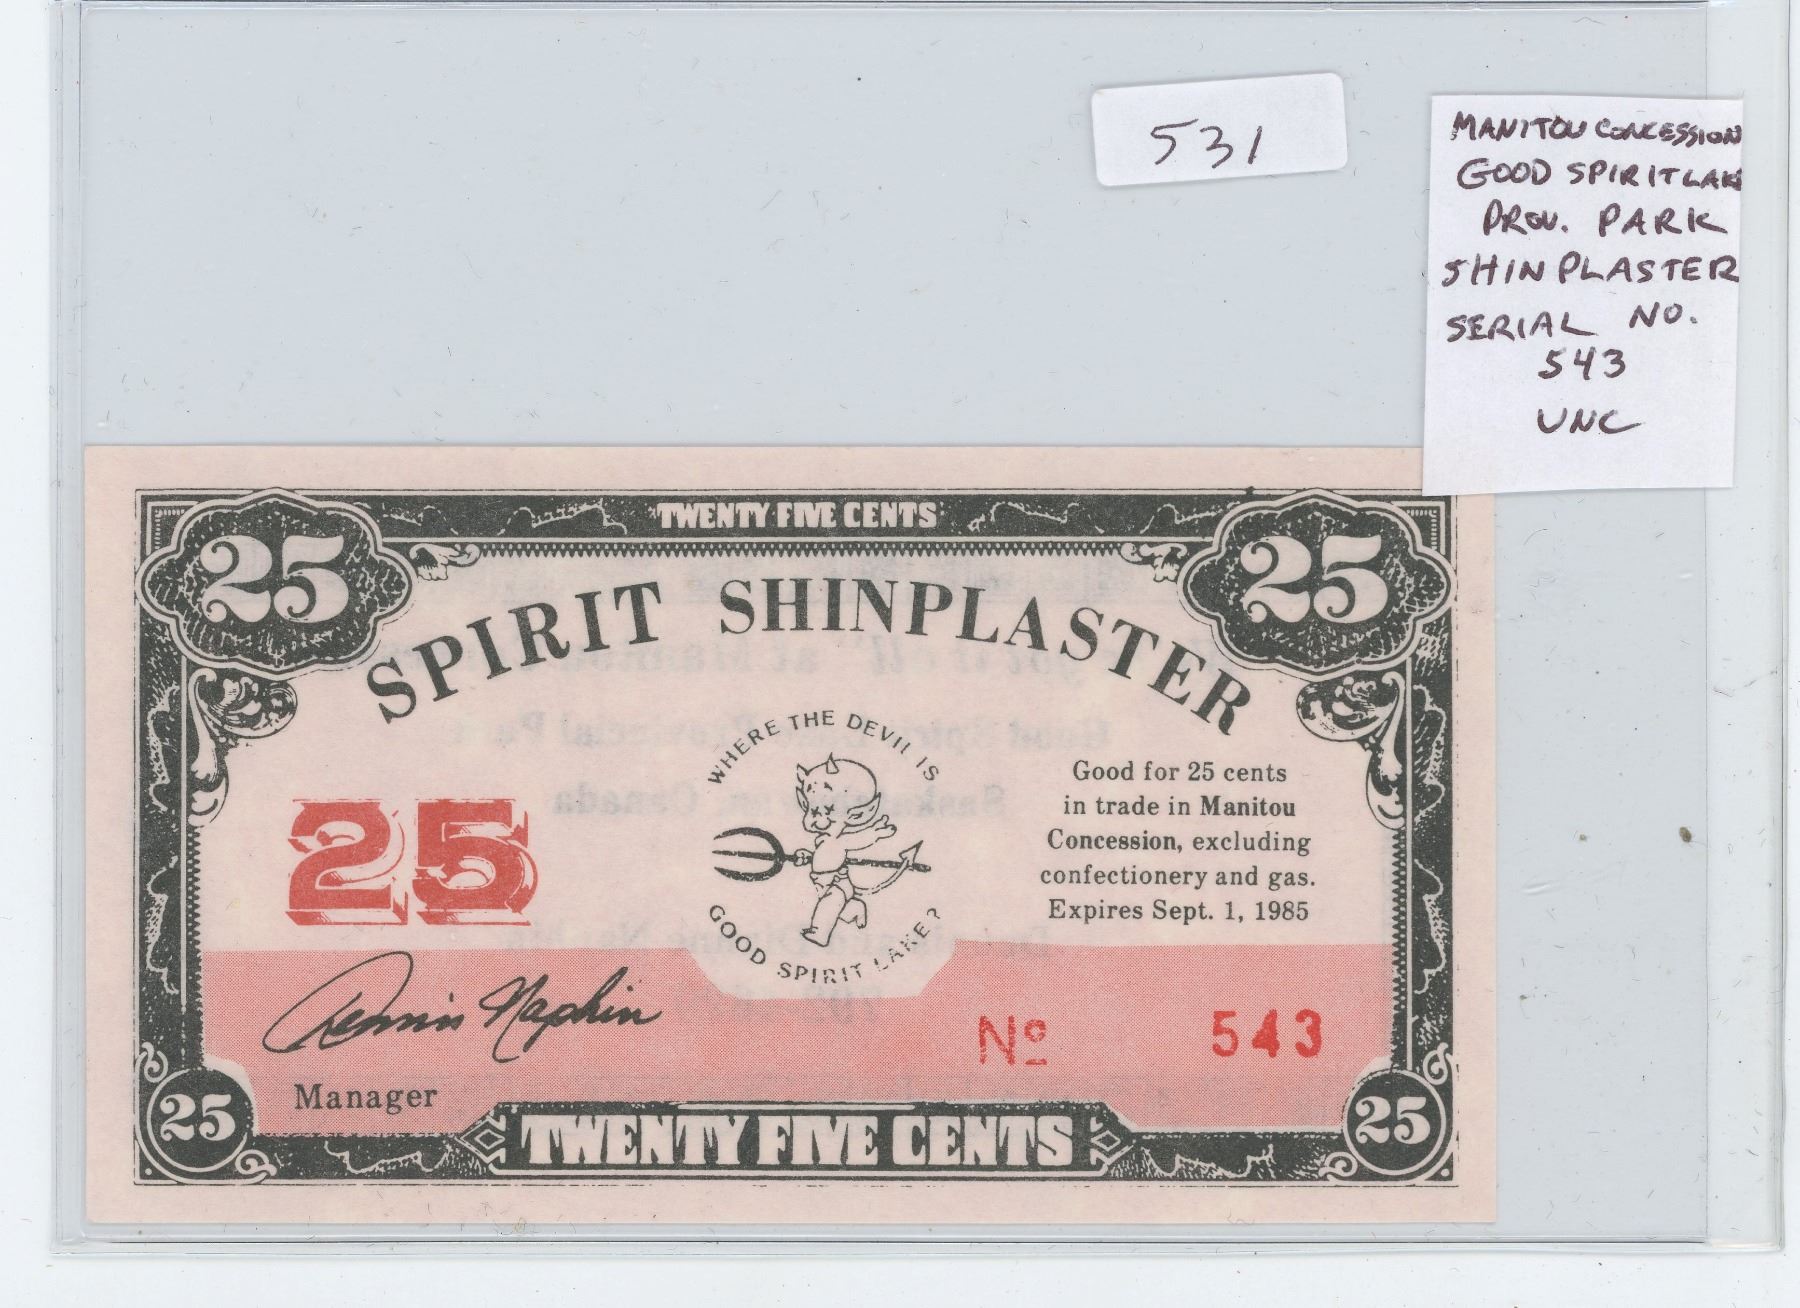 531
MANITOU CONCESSION
GOOD SPIRIT LAKE
PROV. PARK
SHINPLASTER
SERIAL NO.
543
UNC
TWENTY FIVE CENTS
25
25
SPIRIT SHINPLASTER
WHERE THE DEVIL IS
GOOD SPIRIT LAKE?
25
Good for 25 cents
in trade in Manitou
Concession, excluding
confectionery and gas.
Expires Sept. 1, 1985
Dennis Napkin
Manager
Nº 543
25
TWENTY FIVE CENTS
25